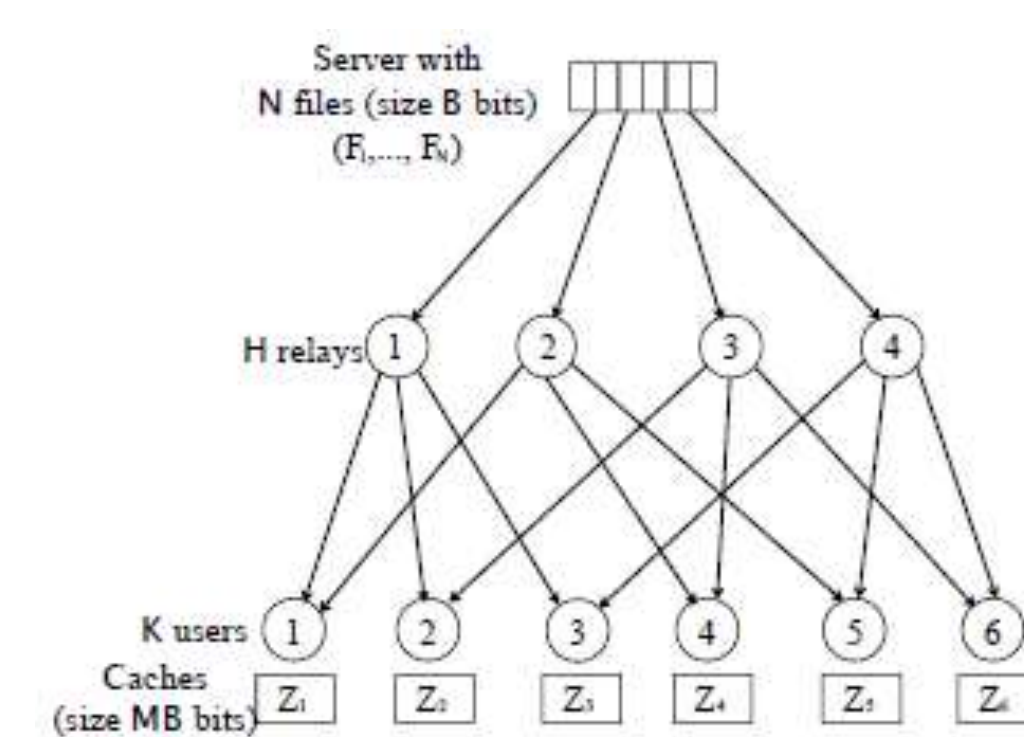 Server with
N files (size B bits)
(F₁,..., F_N)
H relays 1 2 3 4
K users 1 2 3 4 5 6
Caches
(size MB bits)
Z₁ Z₂ Z₃ Z₄ Z₅ Z₆